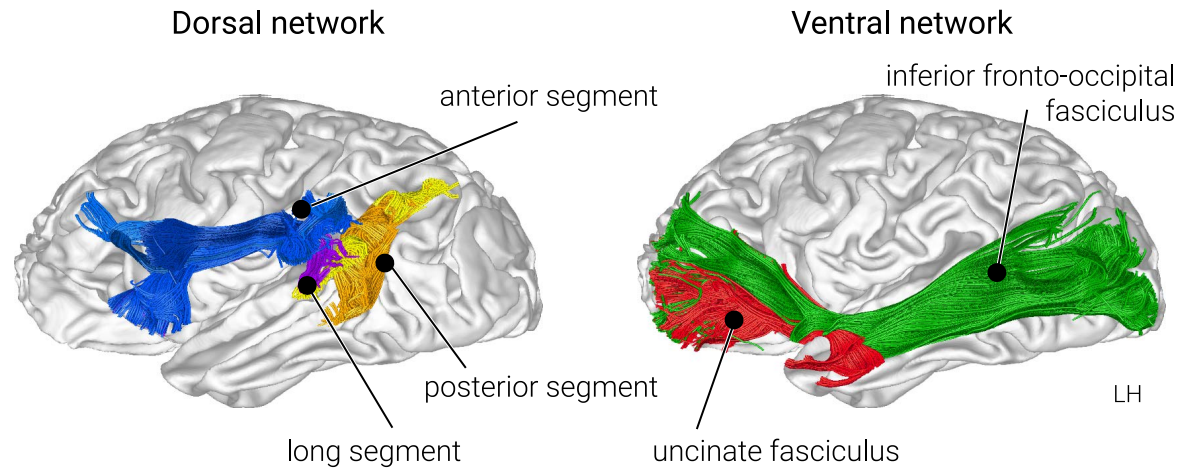 Dorsal network
Ventral network
anterior segment
posterior segment
long segment
inferior fronto-occipital
fasciculus
uncinate fasciculus
LH